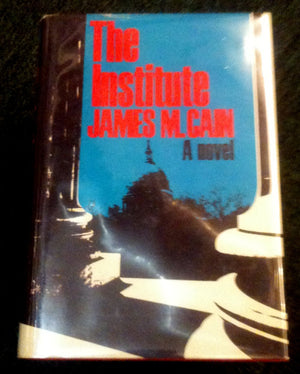 The
Institute
JAMES M. CAIN
A novel